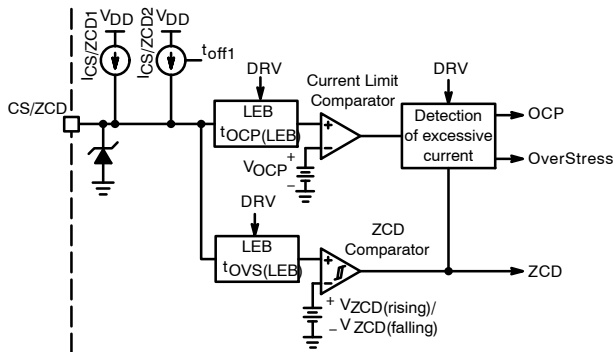 VDD
ICS/ZCD1
VDD
ICS/ZCD2
toff1
CS/ZCD
DRV
LEB
tOCP(LEB)
Current Limit
Comparator
+
−
VOCP
+
−
DRV
Detection
of excessive
current
OCP
OverStress
DRV
LEB
tOVS(LEB)
ZCD
Comparator
+
−
ZCD
+
−
VZCD(rising)/
VZCD(falling)